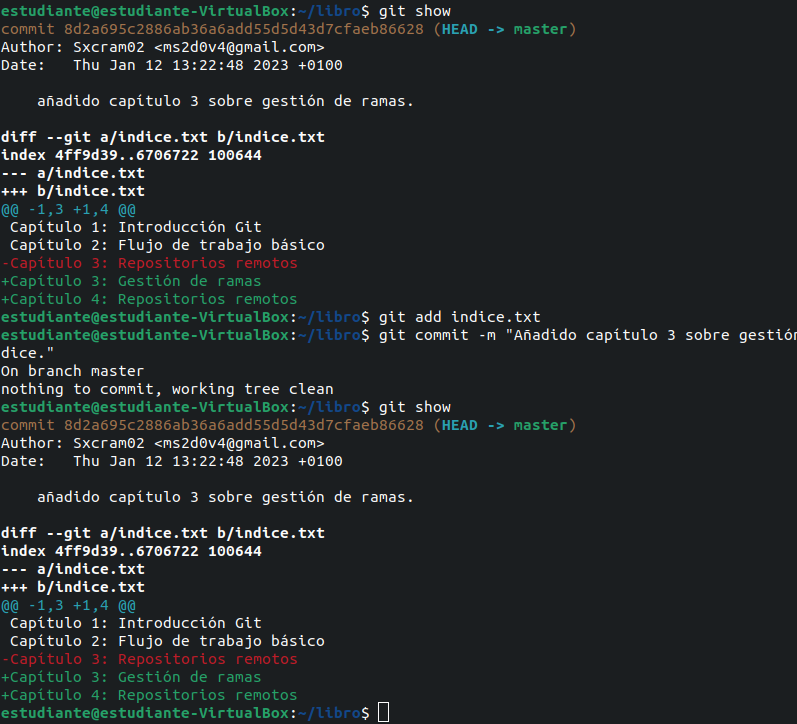 estudiante@estudiante-VirtualBox:~/libro$ git show
commit 8d2a695c2886ab36a6add55d5d43d7cfaeb86628 (HEAD -> master)
Author: Sxcram02 <ms2d0v4@gmail.com>
Date:   Thu Jan 12 13:22:48 2023 +0100

    añadido capítulo 3 sobre gestión de ramas.

diff --git a/indice.txt b/indice.txt
index 4ff9d39..6706722 100644
--- a/indice.txt
+++ b/indice.txt
@@ -1,3 +1,4 @@
 Capítulo 1: Introducción Git
 Capítulo 2: Flujo de trabajo básico
-Capítulo 3: Repositorios remotos
+Capítulo 3: Gestión de ramas
+Capítulo 4: Repositorios remotos
estudiante@estudiante-VirtualBox:~/libro$ git add indice.txt
estudiante@estudiante-VirtualBox:~/libro$ git commit -m "Añadido capítulo 3 sobre gestión
dice."
On branch master
nothing to commit, working tree clean
estudiante@estudiante-VirtualBox:~/libro$ git show
commit 8d2a695c2886ab36a6add55d5d43d7cfaeb86628 (HEAD -> master)
Author: Sxcram02 <ms2d0v4@gmail.com>
Date:   Thu Jan 12 13:22:48 2023 +0100

    añadido capítulo 3 sobre gestión de ramas.

diff --git a/indice.txt b/indice.txt
index 4ff9d39..6706722 100644
--- a/indice.txt
+++ b/indice.txt
@@ -1,3 +1,4 @@
 Capítulo 1: Introducción Git
 Capítulo 2: Flujo de trabajo básico
-Capítulo 3: Repositorios remotos
+Capítulo 3: Gestión de ramas
+Capítulo 4: Repositorios remotos
estudiante@estudiante-VirtualBox:~/libro$